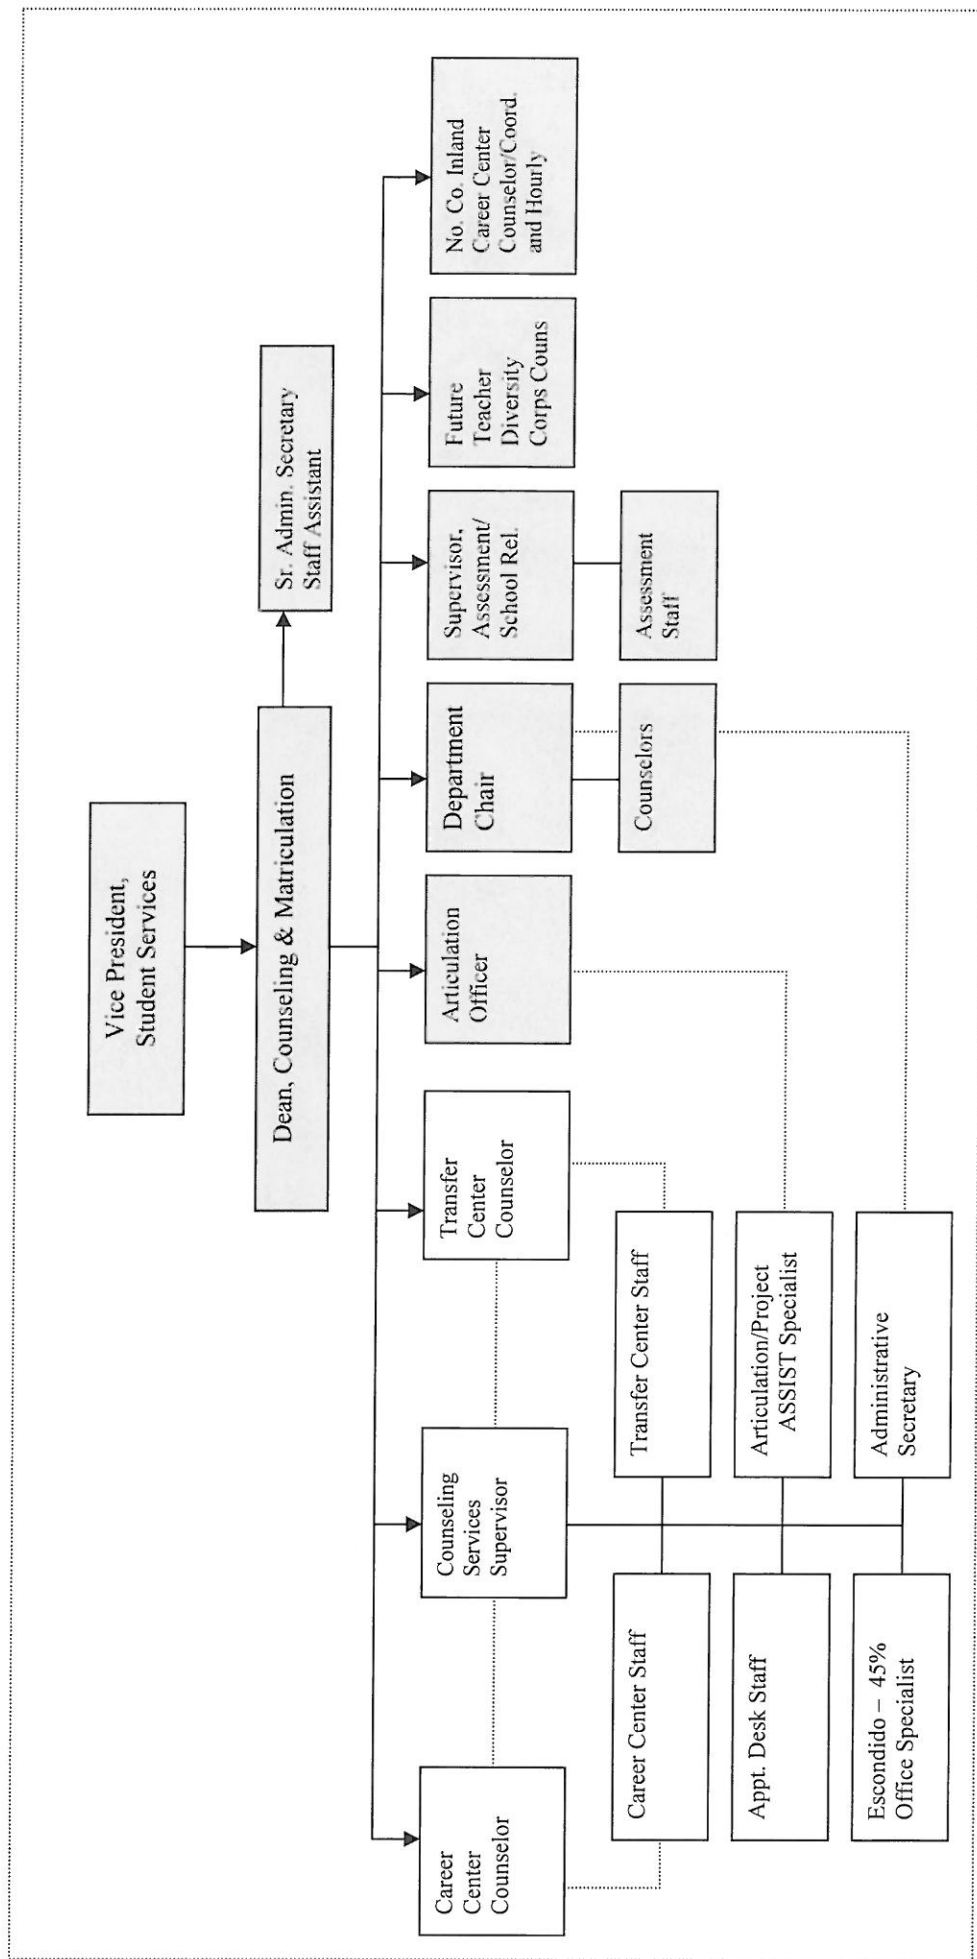 Vice President,
Student Services
Dean, Counseling & Matriculation
Sr. Admin. Secretary
Staff Assistant
Career
Center
Counselor
Counseling
Services
Supervisor
Transfer
Center
Counselor
Articulation
Officer
Department
Chair
Supervisor,
Assessment/
School Rel.
Future
Teacher
Diversity
Corps Couns
No. Co. Inland
Career Center
Counselor/Coord.
and Hourly
Career Center Staff
Transfer Center Staff
Counselors
Assessment
Staff
Appt. Desk Staff
Articulation/Project
ASSIST Specialist
Escondido – 45%
Office Specialist
Administrative
Secretary